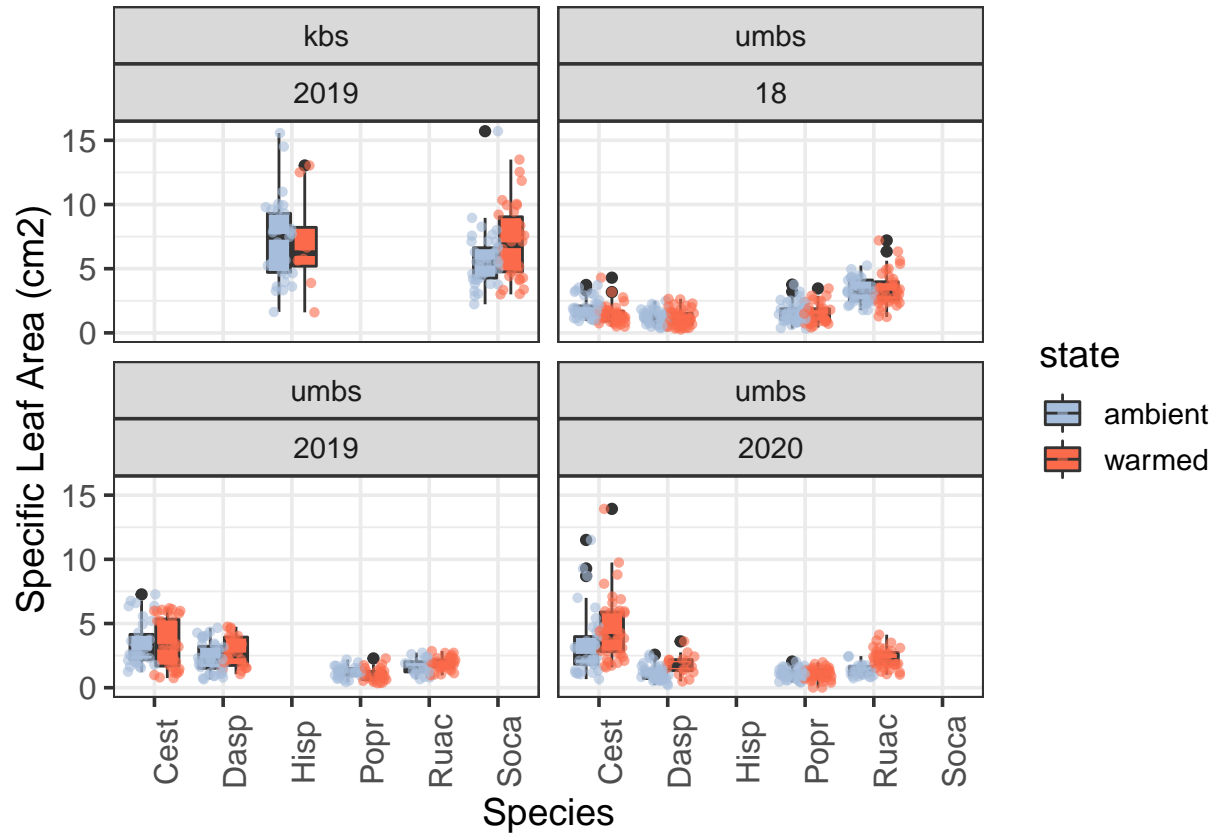 kbs
umbs
2019
18
15
10
5
0
umbs
umbs
2019
2020
15
10
5
0
Cest
Dasp
Hisp
Popr
Ruac
Soca
Cest
Dasp
Hisp
Popr
Ruac
Soca
Species
Specific Leaf Area (cm2)
state
ambient
warmed